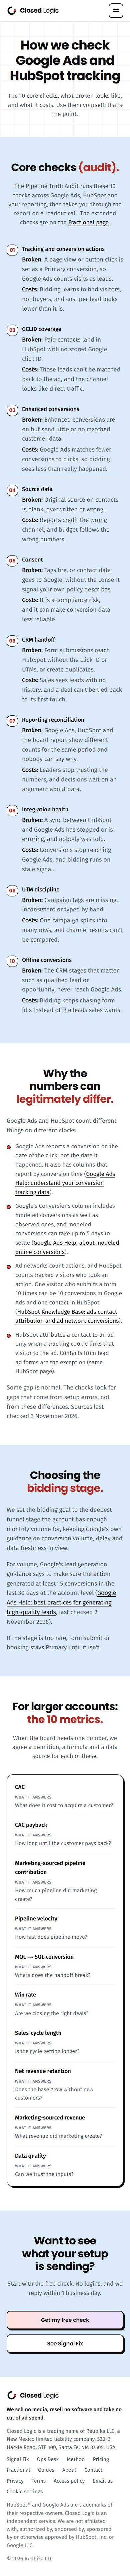 Closed Logic
How we check
Google Ads and
HubSpot tracking
The 10 core checks, what broken looks like,
and what it costs. Use them yourself; that's
the point.
Core checks (audit).
The Pipeline Truth Audit runs these 10
checks across Google Ads, HubSpot and
your reporting, then takes you through the
report on a readout call. The extended
checks are on the Fractional page.
01
Tracking and conversion actions
Broken: A page view or button click is
set as a Primary conversion, so
Google Ads counts visits as leads.
Costs: Bidding learns to find visitors,
not buyers, and cost per lead looks
lower than it is.
02
GCLID coverage
Broken: Paid contacts land in
HubSpot with no stored Google
click ID.
Costs: Those leads can't be matched
back to the ad, and the channel
looks like direct traffic.
03
Enhanced conversions
Broken: Enhanced conversions are
on but send little or no matched
customer data.
Costs: Google Ads matches fewer
conversions to clicks, so bidding
sees less than really happened.
04
Source data
Broken: Original source on contacts
is blank, overwritten or wrong.
Costs: Reports credit the wrong
channel, and budget follows the
wrong numbers.
05
Consent
Broken: Tags fire, or contact data
goes to Google, without the consent
signal your own policy describes.
Costs: It is a compliance risk,
and it can make conversion data
less reliable.
06
CRM handoff
Broken: Form submissions reach
HubSpot without the click ID or
UTMs, or create duplicates.
Costs: Sales sees leads with no
history, and a deal can't be tied back
to its first touch.
07
Reporting reconciliation
Broken: Google Ads, HubSpot and
the board report show different
counts for the same period and
nobody can say why.
Costs: Leaders stop trusting the
numbers, and decisions wait on an
argument about data.
08
Integration health
Broken: A sync between HubSpot
and Google Ads has stopped or is
erroring, and nobody was told.
Costs: Conversions stop reaching
Google Ads, and bidding runs on
stale signal.
09
UTM discipline
Broken: Campaign tags are missing,
inconsistent or typed by hand.
Costs: One campaign splits into
many rows, and channel results can't
be compared.
10
Offline conversions
Broken: The CRM stages that matter,
such as qualified lead or
opportunity, never reach Google Ads.
Costs: Bidding keeps chasing form
fills instead of the leads sales wants.
Why the two
numbers can
legitimately differ.
Google Ads and HubSpot count different
things on different clocks.
Google Ads reports a conversion on the
date of the click, not the date it
happened. It also has columns that
report by conversion time (Google Ads
Help: understand your conversion
tracking data).
Google's Conversions column includes
modeled conversions as well as
observed ones, and modeled
conversions can take up to 5 days to
settle (Google Ads Help: about modeled
online conversions).
Ad networks count actions, and HubSpot
counts tracked visitors who took an
action. One visitor who submits a form
10 times can be 10 conversions in Google
Ads and one contact in HubSpot
(HubSpot Knowledge Base: ads contact
attribution and ad network conversions).
HubSpot attributes a contact to an ad
only when a tracking cookie links that
visitor to the ad. Contacts from lead
ad forms are the exception (same
HubSpot page).
Some gap is normal. The checks look for
gaps that come from setup errors, not
from these differences. Sources last
checked 3 November 2026.
Choosing the
bidding stage.
We set the bidding goal to the deepest
funnel stage the account has enough
monthly volume for, keeping Google's own
guidance on conversion volume, delay and
data freshness in view.
For volume, Google's lead generation
guidance says to make sure the action
generated at least 15 conversions in the
last 30 days at the account level (Google
Ads Help: best practices for generating
high-quality leads, last checked 2
November 2026).
If the stage is too rare, form submit or
booking stays Primary until it isn't.
For larger accounts:
the 10 metrics.
When the board reads one number, we
agree a definition, a formula and a data
source for each of these.
CAC
WHAT IT ANSWERS
What does it cost to acquire a customer?
CAC payback
WHAT IT ANSWERS
How long until the customer pays back?
Marketing-sourced pipeline
contribution
WHAT IT ANSWERS
How much pipeline did marketing
create?
Pipeline velocity
WHAT IT ANSWERS
How fast does pipeline move?
MQL → SQL conversion
WHAT IT ANSWERS
Where does the handoff break?
Win rate
WHAT IT ANSWERS
Are we closing the right deals?
Sales-cycle length
WHAT IT ANSWERS
Is the cycle getting longer?
Net revenue retention
WHAT IT ANSWERS
Does the base grow without new
customers?
Marketing-sourced revenue
WHAT IT ANSWERS
What revenue did marketing create?
Data quality
WHAT IT ANSWERS
Can we trust the inputs?
Want to see
what your setup
is sending?
Start with the free check. No logins, and we
reply within 1 business day.
Get my free check
See Signal Fix
Closed Logic
We sell no media, resell no software and take no
cut of ad spend.
Closed Logic is a trading name of Reubika LLC, a
New Mexico limited liability company, 530-B
Harkle Road, STE 100, Santa Fe, NM 87505, USA.
Signal Fix Ops Desk Method Pricing
Fractional Guides About Contact
Privacy Terms Access policy Email us
Cookie settings
HubSpot® and Google Ads are trademarks of
their respective owners. Closed Logic is an
independent service. We are not affiliated
with, authorized by, endorsed by, sponsored
by or otherwise approved by HubSpot, Inc. or
Google LLC.
© 2026 Reubika LLC